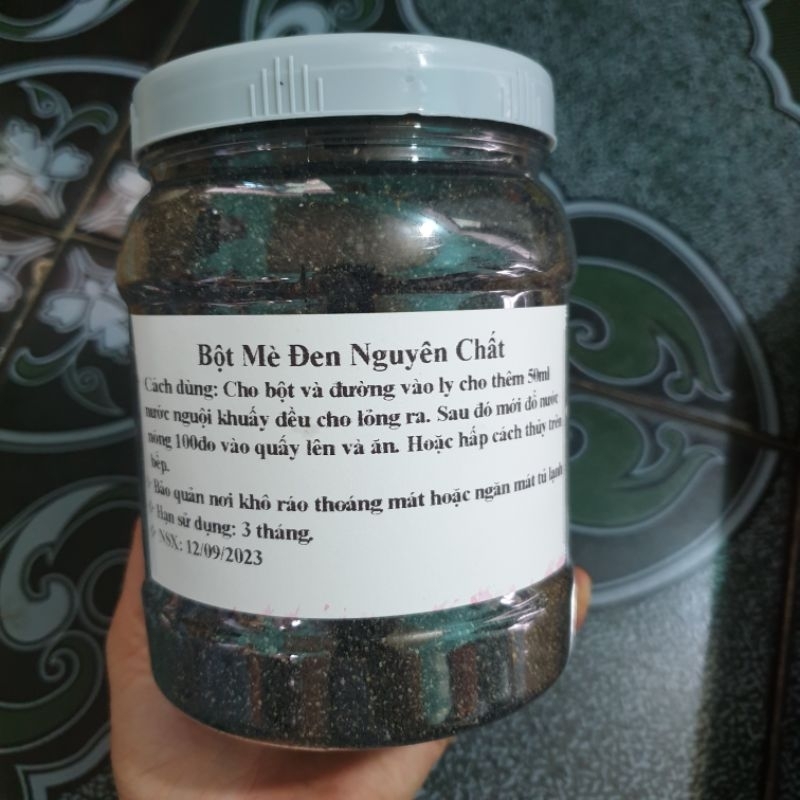 Bột Mè Đen Nguyên Chất
Cách dùng: Cho bột và đường vào ly cho thêm 50ml
nước nguội khuấy đều cho lỏng ra. Sau đó mới đổ nước
nóng 100do vào quấy lên và ăn. Hoặc hấp cách thủy trên
bếp.
Bảo quản nơi khô ráo thoáng mát hoặc ngăn mát tủ lạnh
Hạn sử dụng: 3 tháng.
NSX: 12/09/2023